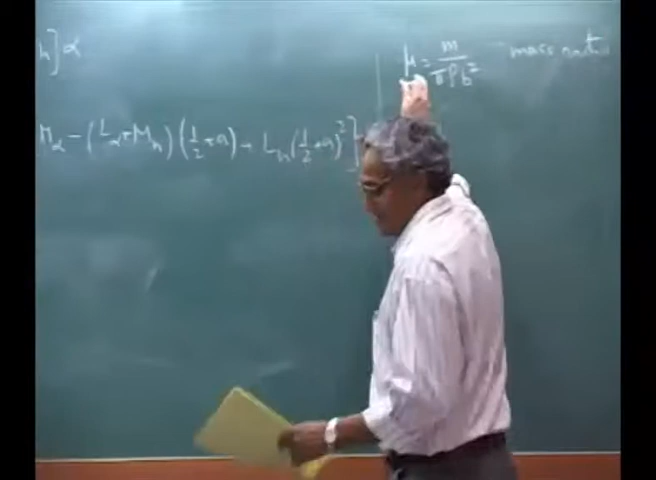 h]α
μ = m/πρb² mass ratio
Mα − (Lα + Mh)(1/2 + a) + Lh(1/2 + a)²]